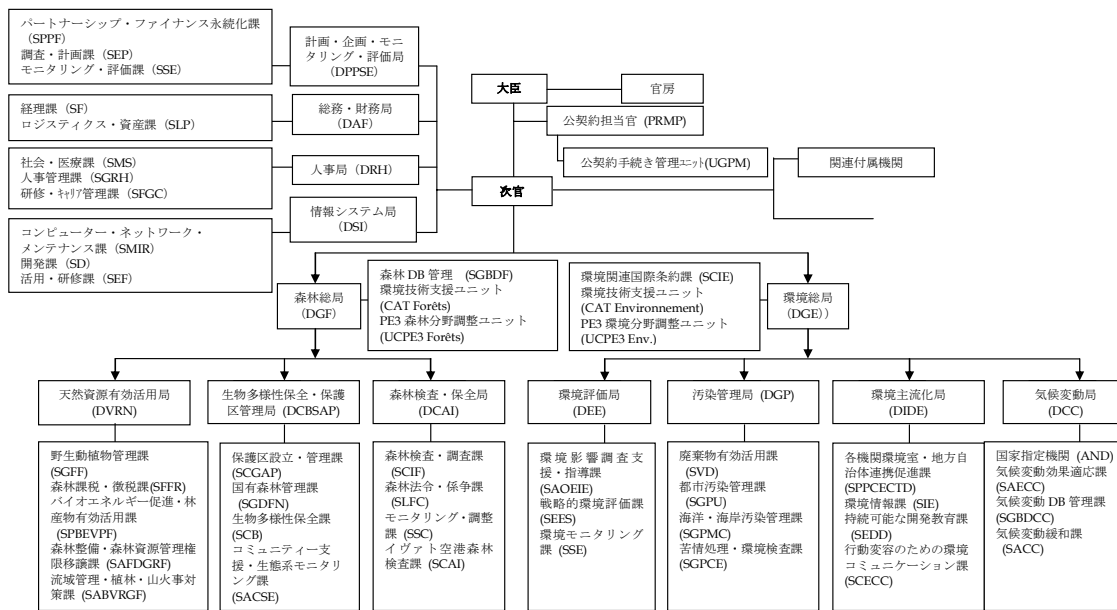 パートナーシップ・ファイナンス永続化課
(SPPF)
調査・計画課 (SEP)
モニタリング・評価課 (SSE)
計画・企画・モニ
タリング・評価局
(DPPSE)
大臣
官房
経理課 (SF)
ロジスティクス・資産課 (SLP)
総務・財務局
(DAF)
公契約担当官 (PRMP)
社会・医療課 (SMS)
人事管理課 (SGRH)
研修・ｷｬﾘｱ管理課 (SFGC)
人事局 (DRH)
公契約手続き管理ﾕﾆｯﾄ(UGPM)
関連付属機関
次官
コンピューター・ネットワーク・
メンテナンス課 (SMIR)
開発課 (SD)
活用・研修課 (SEF)
情報システム局
(DSI)
森林総局
(DGF)
森林 DB 管理 (SGBDF)
環境技術支援ユニット
(CAT Forêts)
PE3 森林分野調整ユニット
(UCPE3 Forêts)
環境関連国際条約課 (SCIE)
環境技術支援ユニット
(CAT Environnement)
PE3 環境分野調整ユニット
(UCPE3 Env.)
環境総局
(DGE))
天然資源有効活用局
(DVRN)
生物多様性保全・保護
区管理局 (DCBSAP)
森林検査・保全局
(DCAI)
環境評価局
(DEE)
汚染管理局 (DGP)
環境主流化局
(DIDE)
気候変動局
(DCC)
野生動植物管理課
(SGFF)
森林課税・徴税課(SFFR)
バイオエネルギー促進・林
産物有効活用課
(SPBEVPF)
森林整備・森林資源管理権
限移譲課 (SAFDGRF)
流域管理・植林・山火事対
策課 (SABVRGF)
保護区設立・管理課
(SCGAP)
国有森林管理課
(SGDFN)
生物多様性保全課
(SCB)
コミュニティー支
援・生態系モニタリ
ング課
(SACSE)
森林検査・調査課
(SCIF)
森林法令・係争課
(SLFC)
モニタリング・調整
課 (SSC)
イヴァト空港森林
検査課 (SCAI)
環境影響調査支
援・指導課
(SAOEIE)
戦略的環境評価課
(SEES)
環境モニタリング
課 (SSE)
廃棄物有効活用課
(SVD)
都市汚染管理課
(SGPU)
海洋・海岸汚染管理課
(SGPMC)
苦情処理・環境検査課
(SGPCE)
各機関環境室・地方自
治体連携促進課
(SPPCECTD)
環境情報課 (SIE)
持続可能な開発教育課
(SEDD)
行動変容のための環境
コミュニケーション課
(SCECC)
国家指定機関 (AND)
気候変動効果適応課
(SAECC)
気候変動 DB 管理課
(SGBDCC)
気候変動緩和課
(SACC)